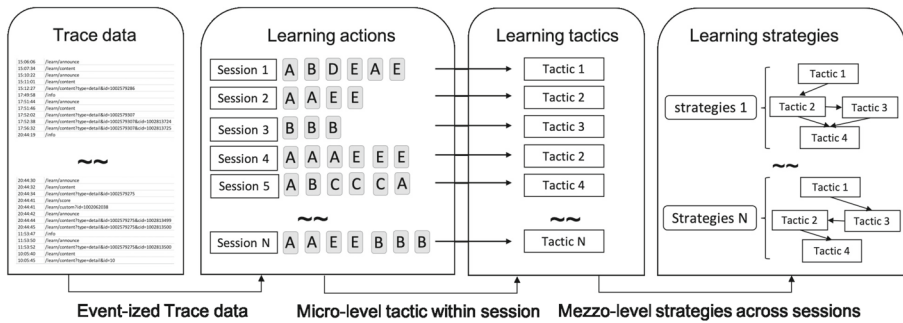 Trace data
15:06:06 /learn/announce
15:07:34 /learn/content
15:10:22 /learn/announce
15:11:01 /learn/content
15:12:27 /learn/content?type=detail&id=1002579286
17:49:58 /info
17:51:44 /learn/announce
17:51:46 /learn/content
17:52:02 /learn/content?type=detail&id=1002579307
17:52:38 /learn/content?type=detail&id=1002579307&cid=1002813724
17:56:32 /learn/content?type=detail&id=1002579307&cid=1002813725
20:44:19 /info
~~
20:44:30 /learn/announce
20:44:32 /learn/content
20:44:34 /learn/content?type=detail&id=1002579275
20:44:41 /learn/score
20:44:41 /learn/custom?id=1002062038
20:44:42 /learn/announce
20:44:44 /learn/content?type=detail&id=1002579275&cid=1002813499
20:44:45 /learn/content?type=detail&id=1002579275&cid=1002813500
11:53:47 /info
11:53:50 /learn/announce
11:53:52 /learn/content?type=detail&id=1002579275&cid=1002813500
10:05:40 /learn/content
10:05:45 /learn/content?type=detail&id=10
Learning actions
Session 1 A B D E A E
Session 2 A A E E
Session 3 B B B
Session 4 A A A E E E
Session 5 A B C C C A
~~
Session N A A E E B B B
Learning tactics
Tactic 1
Tactic 2
Tactic 3
Tactic 2
Tactic 4
~~
Tactic N
Learning strategies
strategies 1
Tactic 1
Tactic 2 Tactic 3
Tactic 4
~~
Strategies N
Tactic 1
Tactic 2 Tactic 3
Tactic 4
Event-ized Trace data
Micro-level tactic within session
Mezzo-level strategies across sessions